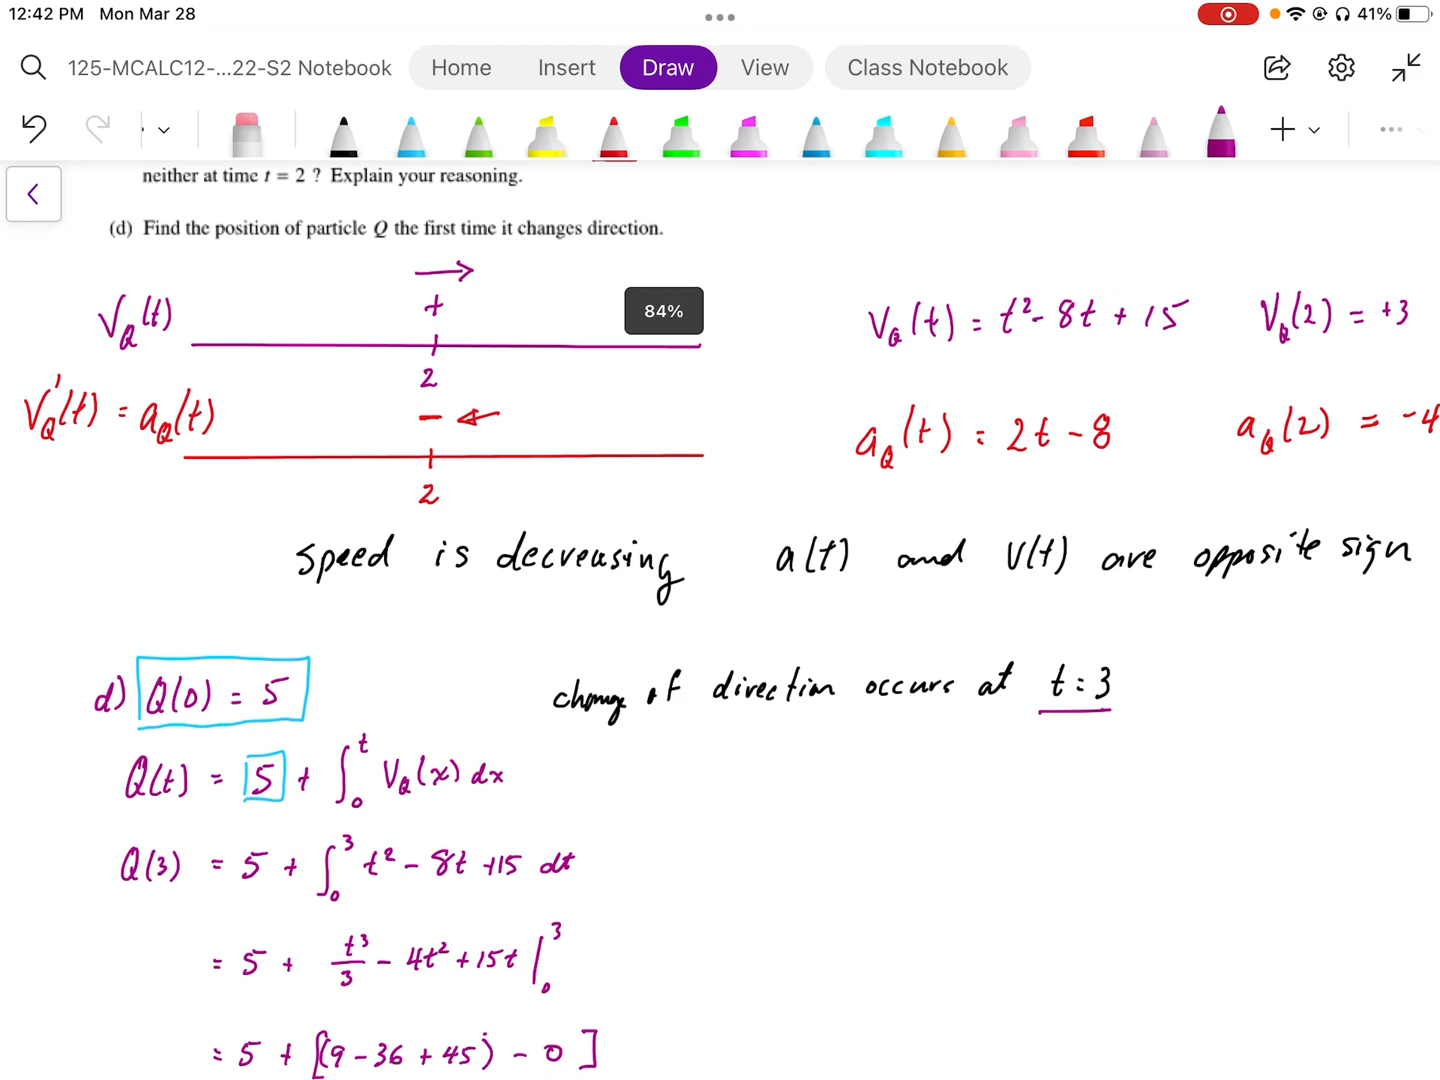 12:42 PM Mon Mar 28
41%
125-MCALC12-...22-S2 Notebook Home Insert Draw View Class Notebook
neither at time t = 2 ? Explain your reasoning.
(d) Find the position of particle Q the first time it changes direction.
V_Q(t) + 2
84%
V_Q(t) = t² - 8t + 15 V_Q(2) = +3
V_Q'(t) = a_Q(t) - ← 2
a_Q(t) = 2t - 8 a_Q(2) = -4
speed is decreasing a(t) and v(t) are opposite sign
d) Q(0) = 5 change of direction occurs at t = 3
Q(t) = 5 + ∫₀ᵗ V_Q(x) dx
Q(3) = 5 + ∫₀³ t² - 8t + 15 dt
= 5 + t³/3 - 4t² + 15t |₀³
= 5 + [(9 - 36 + 45) - 0]